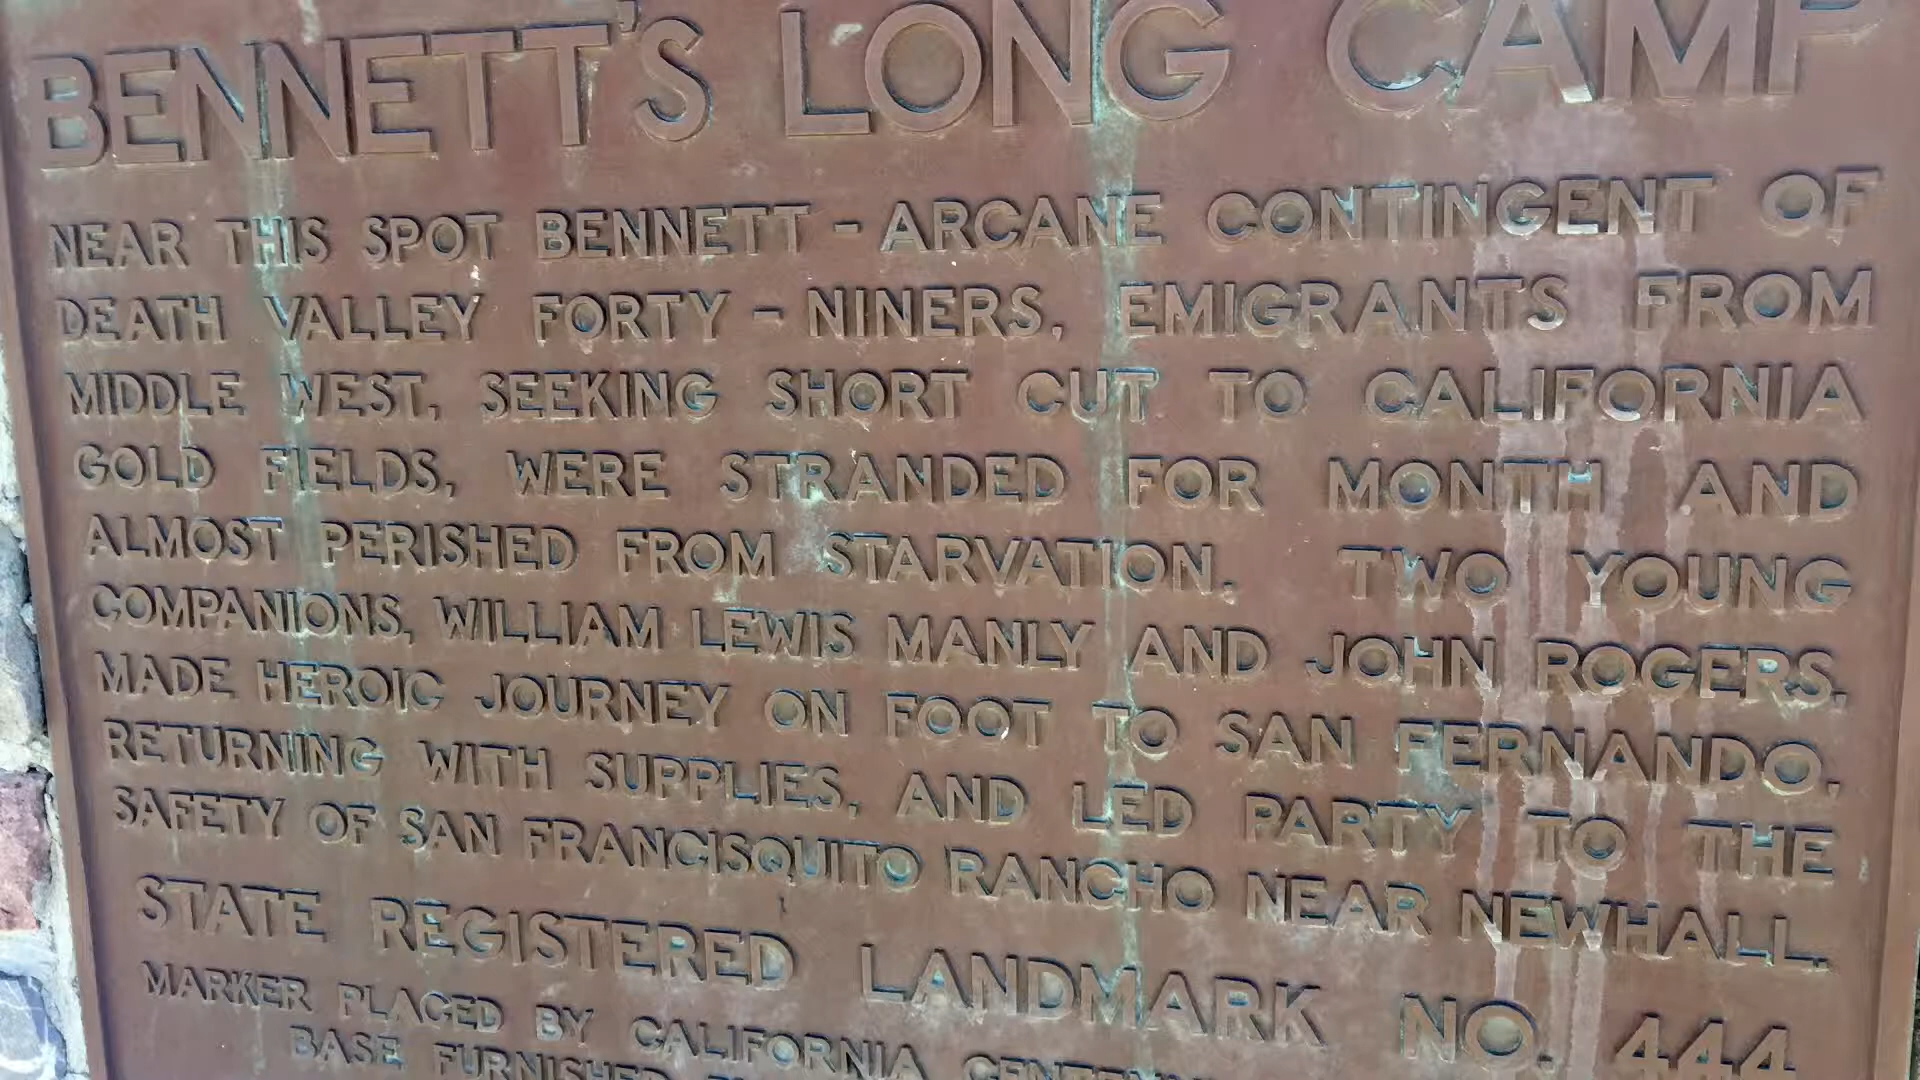 BENNETT'S LONG CAMP
NEAR THIS SPOT BENNETT - ARCANE CONTINGENT OF
DEATH VALLEY FORTY - NINERS, EMIGRANTS FROM
MIDDLE WEST, SEEKING SHORT CUT TO CALIFORNIA
GOLD FIELDS, WERE STRANDED FOR MONTH AND
ALMOST PERISHED FROM STARVATION. TWO YOUNG
COMPANIONS, WILLIAM LEWIS MANLY AND JOHN ROGERS,
MADE HEROIC JOURNEY ON FOOT TO SAN FERNANDO,
RETURNING WITH SUPPLIES, AND LED PARTY TO THE
SAFETY OF SAN FRANCISQUITO RANCHO NEAR NEWHALL.
STATE REGISTERED LANDMARK NO. 444
MARKER PLACED BY CALIFORNIA
BASE FURNISHED